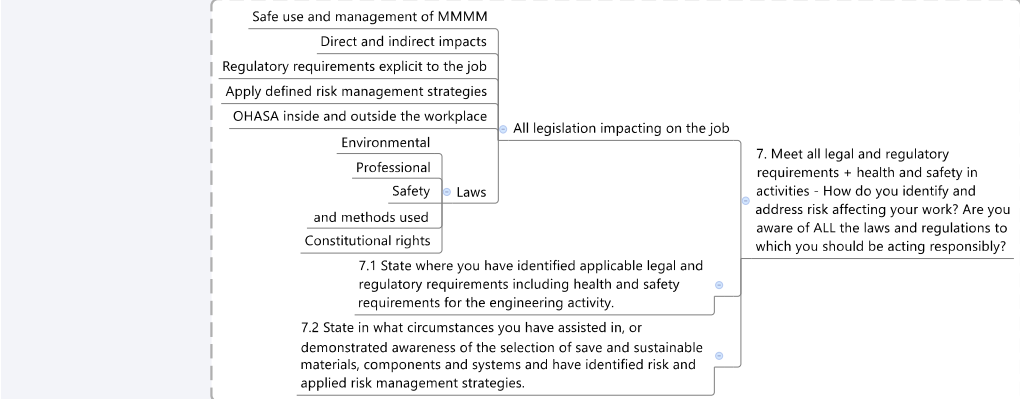 Safe use and management of MMMM
Direct and indirect impacts
Regulatory requirements explicit to the job
Apply defined risk management strategies
OHASA inside and outside the workplace
All legislation impacting on the job
Environmental
Professional
Safety
Laws
and methods used
Constitutional rights
7. Meet all legal and regulatory
requirements + health and safety in
activities - How do you identify and
address risk affecting your work? Are you
aware of ALL the laws and regulations to
which you should be acting responsibly?
7.1 State where you have identified applicable legal and
regulatory requirements including health and safety
requirements for the engineering activity.
7.2 State in what circumstances you have assisted in, or
demonstrated awareness of the selection of save and sustainable
materials, components and systems and have identified risk and
applied risk management strategies.